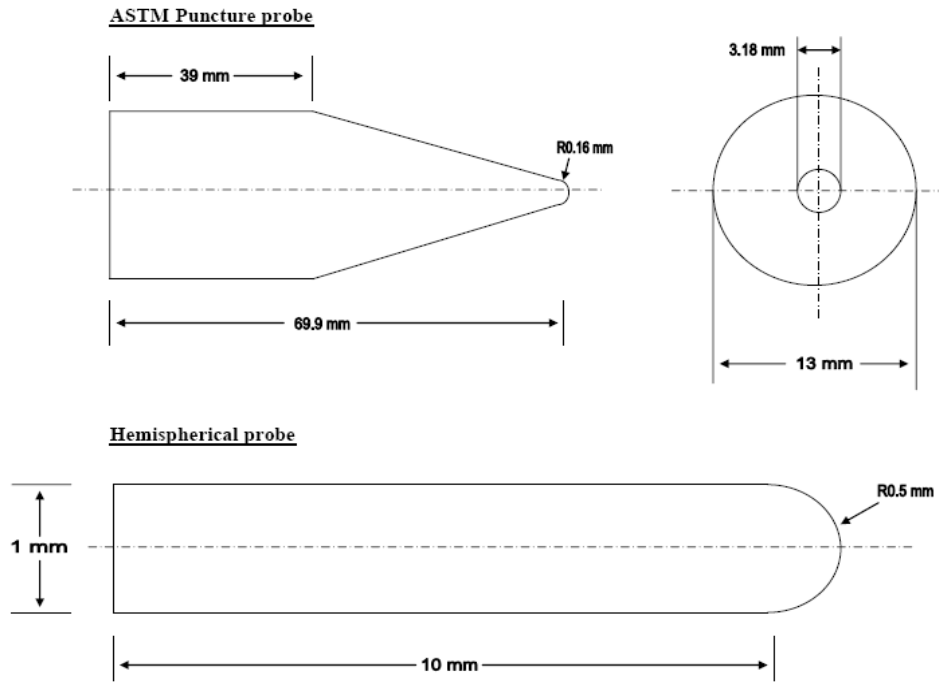 ASTM Puncture probe
39 mm
3.18 mm
R0.16 mm
69.9 mm
13 mm
Hemispherical probe
R0.5 mm
1 mm
10 mm